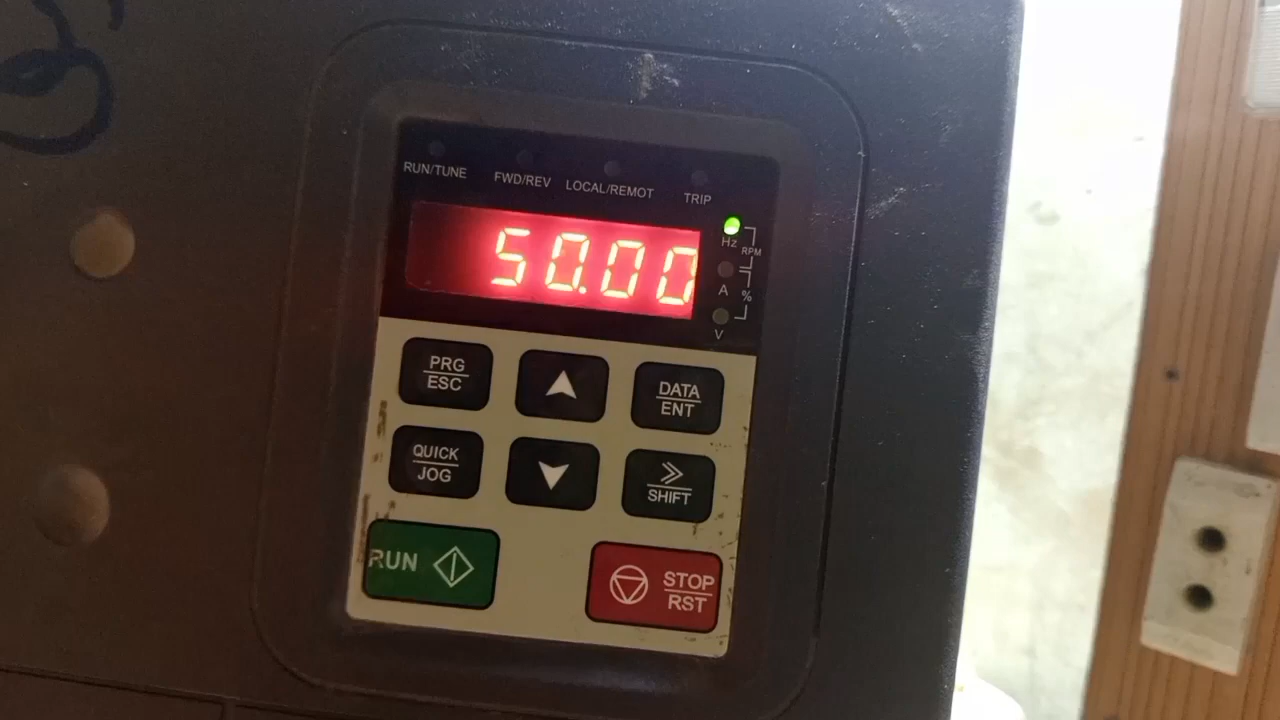 RUN/TUNE FWD/REV LOCAL/REMOT TRIP
50.00
Hz
RPM
A
%
V
PRG/ESC
DATA/ENT
QUICK/JOG
SHIFT
RUN
STOP/RST